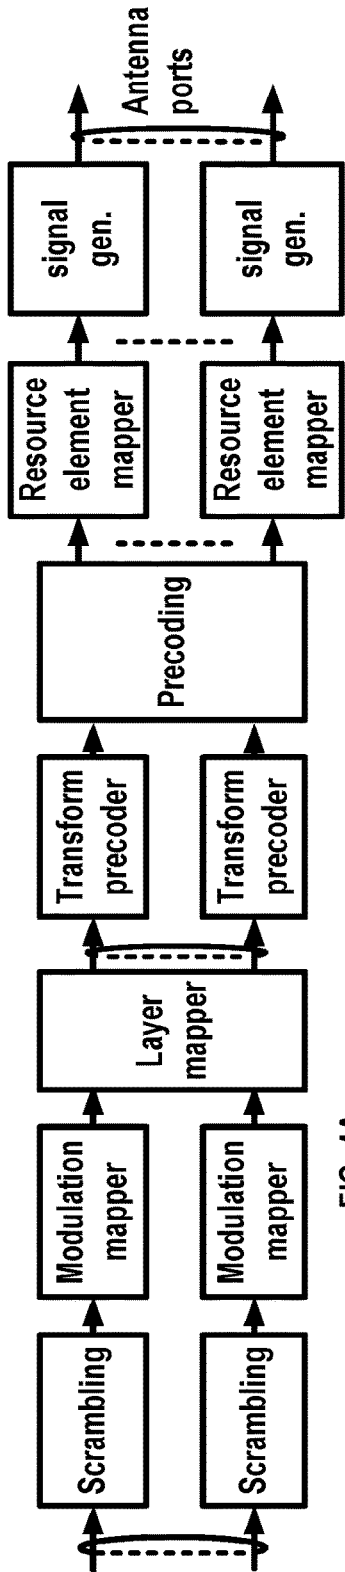 Scrambling
Scrambling
Modulation
mapper
Modulation
mapper
Layer
mapper
Transform
precoder
Transform
precoder
Precoding
Resource
element
mapper
Resource
element
mapper
signal
gen.
signal
gen.
Antenna
ports